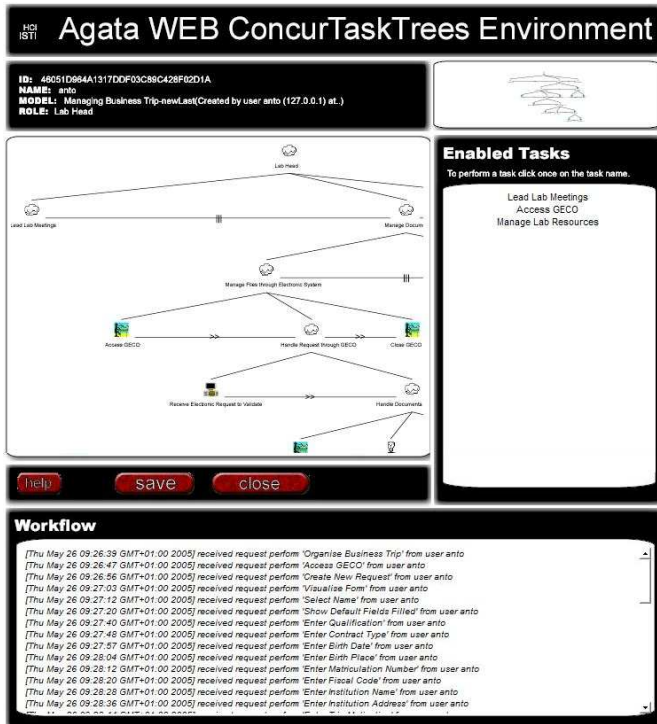 HCI
ISTI
Agata WEB ConcurTaskTrees Environment
ID: 46051D964A1317DDF03C89C428F02D1A
NAME: anto
MODEL: Managing Business Trip-newLast(Created by user anto (127.0.0.1) at..)
ROLE: Lab Head
Lab Head
Lead Lab Meetings
|||
Manage Docum
Manage Files through Electronic System
|||
Access GECO
>>
Handle Request through GECO
>>
Close GECO
Receive Electronic Request to Validate
>>
Handle Documents
Enabled Tasks
To perform a task click once on the task name.
Lead Lab Meetings
Access GECO
Manage Lab Resources
help
save
close
Workflow
[Thu May 26 09:26:39 GMT+01:00 2005] received request perform 'Organise Business Trip' from user anto
[Thu May 26 09:26:47 GMT+01:00 2005] received request perform 'Access GECO' from user anto
[Thu May 26 09:26:56 GMT+01:00 2005] received request perform 'Create New Request' from user anto
[Thu May 26 09:27:03 GMT+01:00 2005] received request perform 'Visualise Form' from user anto
[Thu May 26 09:27:12 GMT+01:00 2005] received request perform 'Select Name' from user anto
[Thu May 26 09:27:20 GMT+01:00 2005] received request perform 'Show Default Fields Filled' from user anto
[Thu May 26 09:27:40 GMT+01:00 2005] received request perform 'Enter Qualification' from user anto
[Thu May 26 09:27:48 GMT+01:00 2005] received request perform 'Enter Contract Type' from user anto
[Thu May 26 09:27:57 GMT+01:00 2005] received request perform 'Enter Birth Date' from user anto
[Thu May 26 09:28:04 GMT+01:00 2005] received request perform 'Enter Birth Place' from user anto
[Thu May 26 09:28:12 GMT+01:00 2005] received request perform 'Enter Matriculation Number' from user anto
[Thu May 26 09:28:20 GMT+01:00 2005] received request perform 'Enter Fiscal Code' from user anto
[Thu May 26 09:28:28 GMT+01:00 2005] received request perform 'Enter Institution Name' from user anto
[Thu May 26 09:28:36 GMT+01:00 2005] received request perform 'Enter Institution Address' from user anto